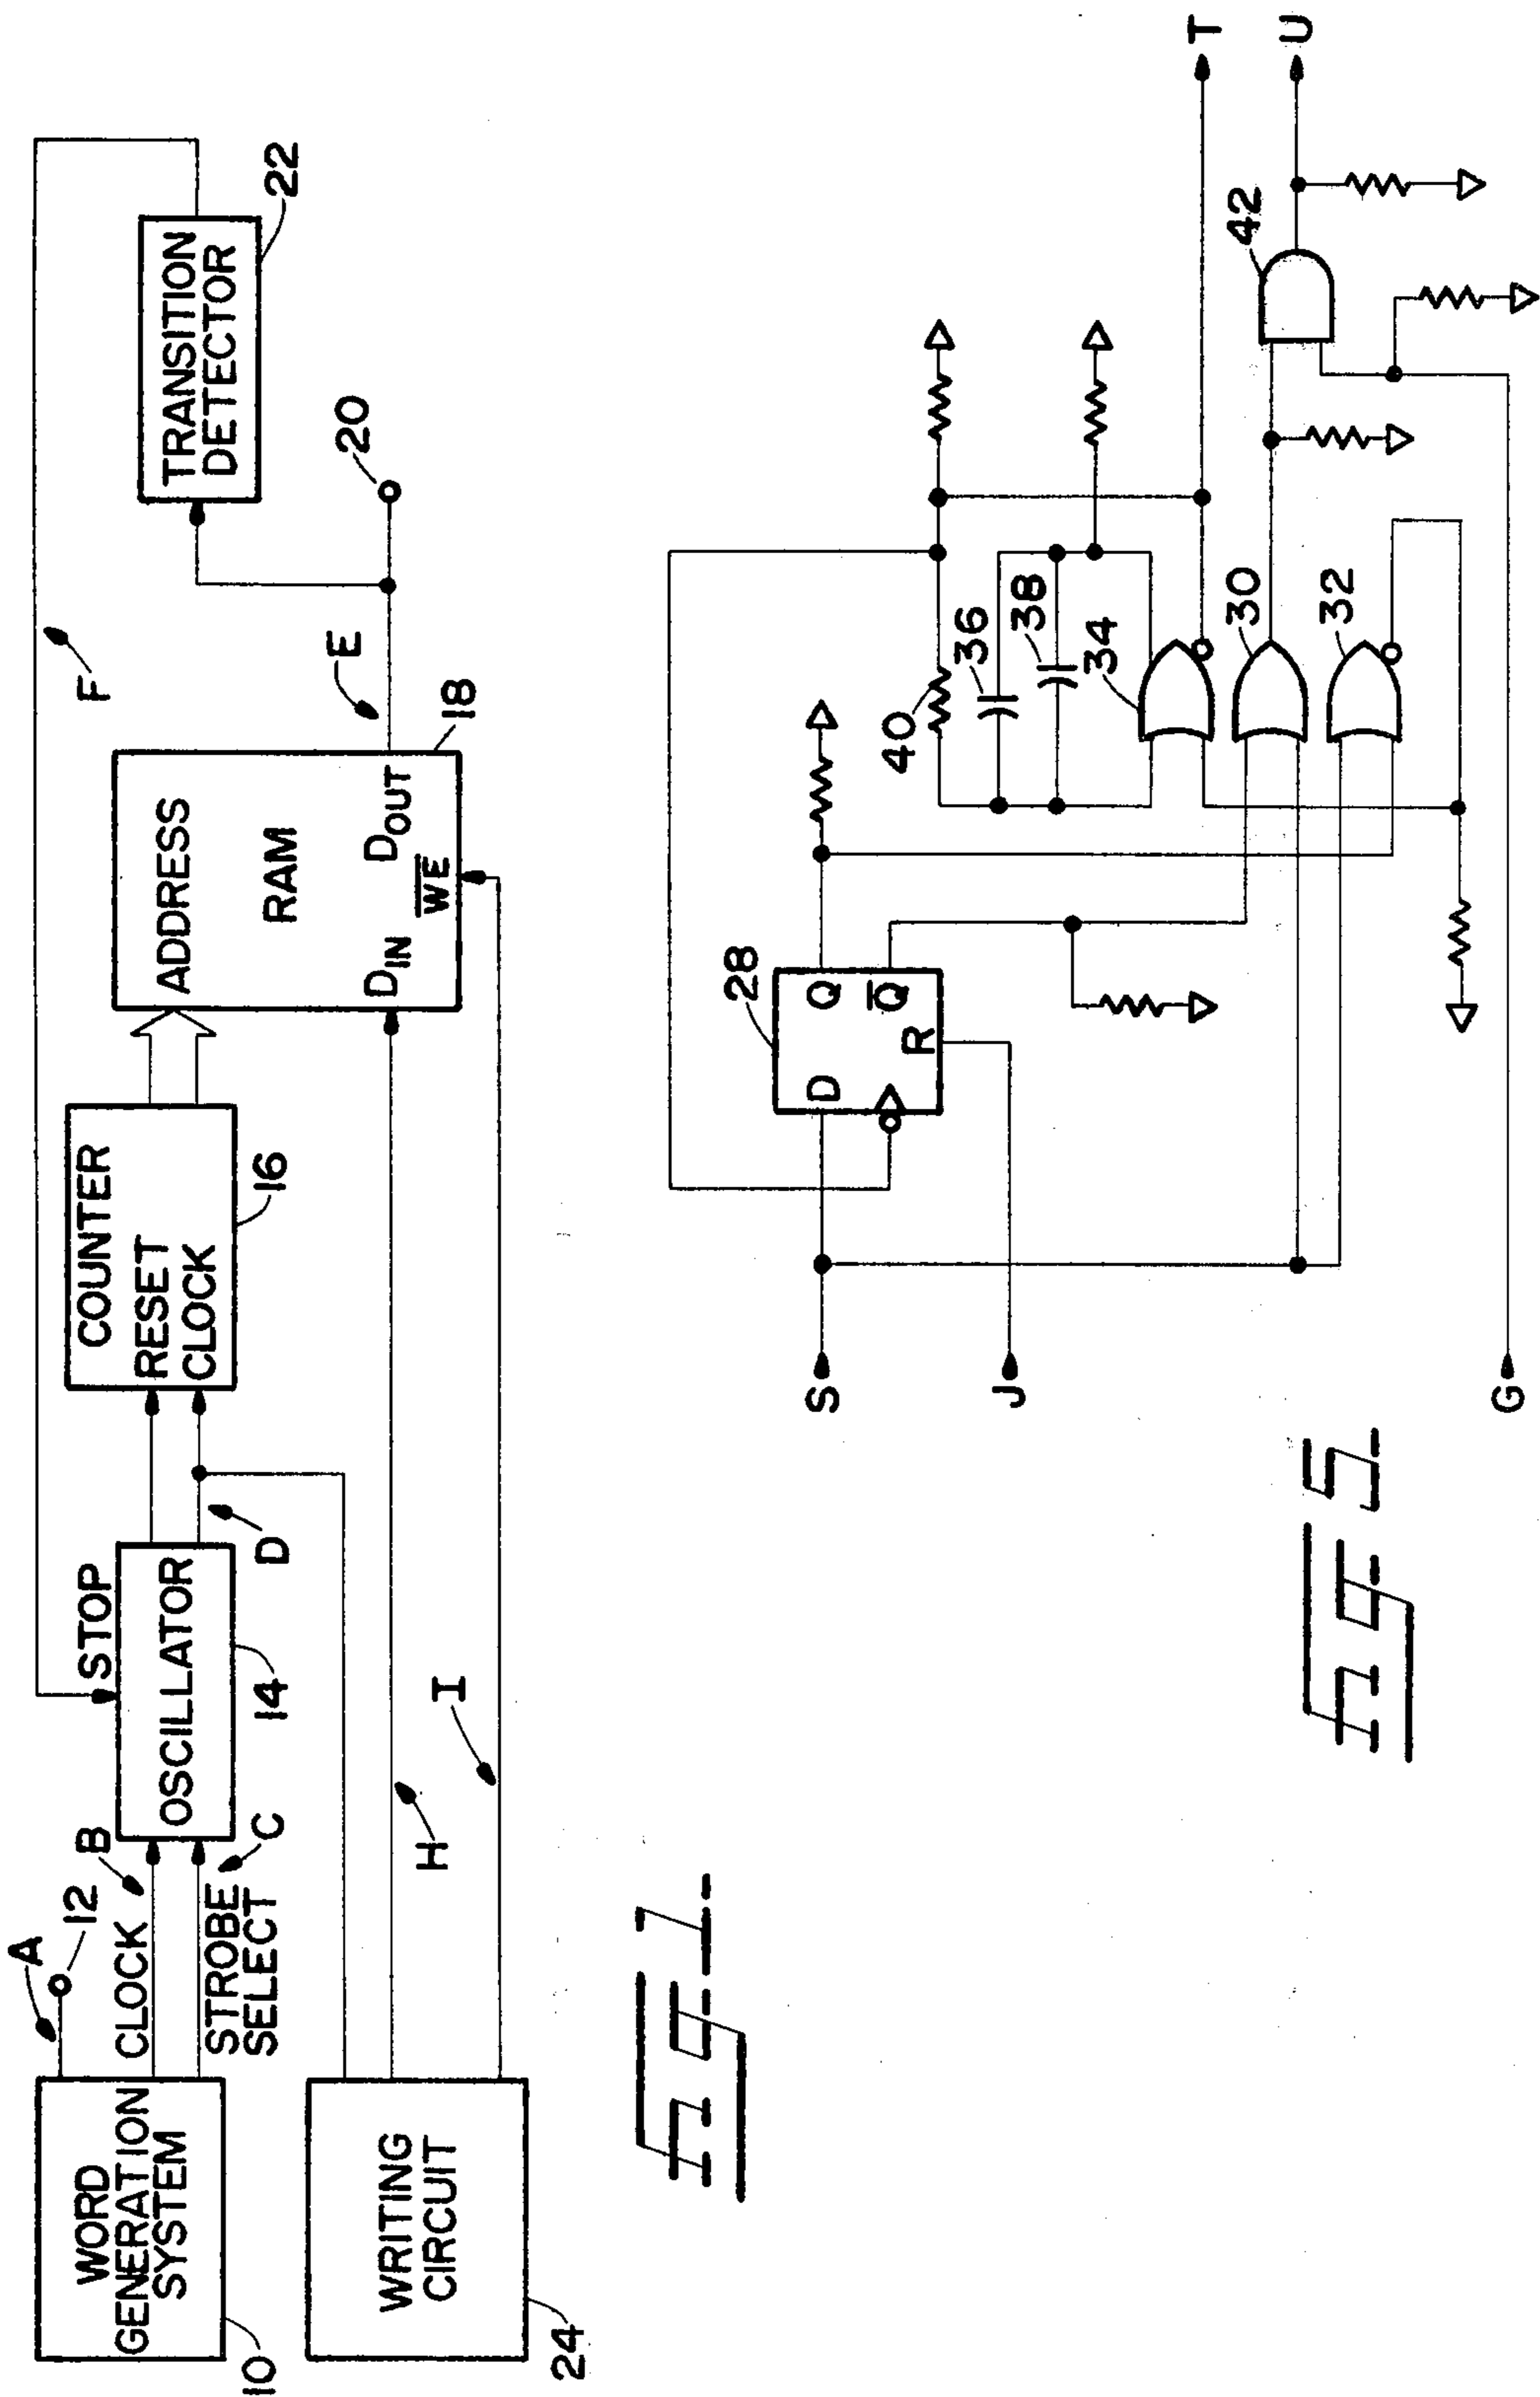 A
12
WORD
GENERATION
SYSTEM
10
B
CLOCK
STROBE
SELECT
C
STOP
OSCILLATOR
14
D
COUNTER
RESET
CLOCK
16
ADDRESS
RAM
DIN
DOUT
WE
18
E
20
F
TRANSITION
DETECTOR
22
WRITING
CIRCUIT
24
H
I
FIG. 1
S
J
G
28
D
Q
Q
R
40
36
38
34
30
32
42
T
U
FIG. 5